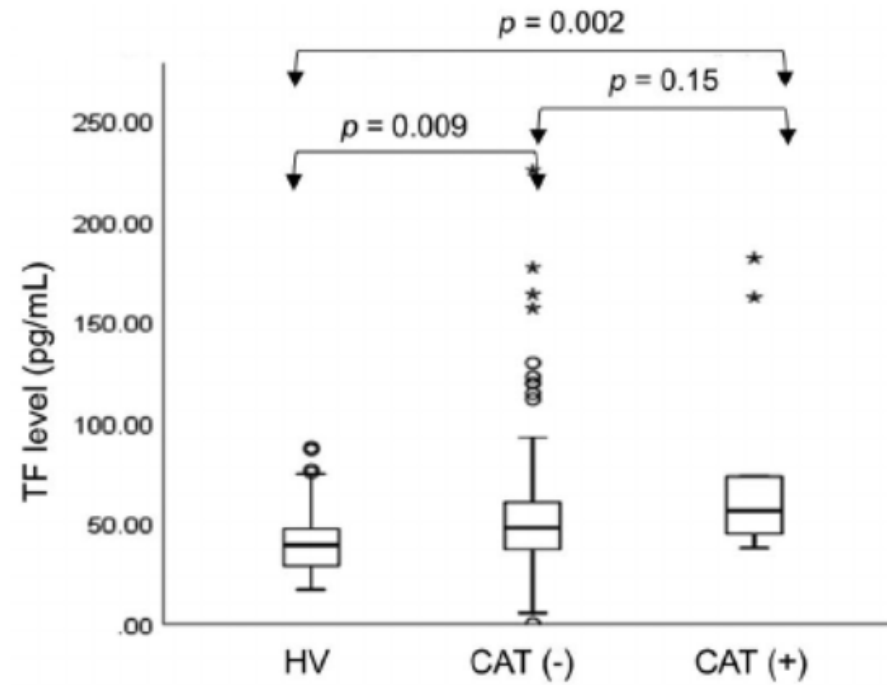 p = 0.002
p = 0.15
p = 0.009
250.00
200.00
150.00
100.00
50.00
.00
TF level (pg/mL)
HV CAT (-) CAT (+)